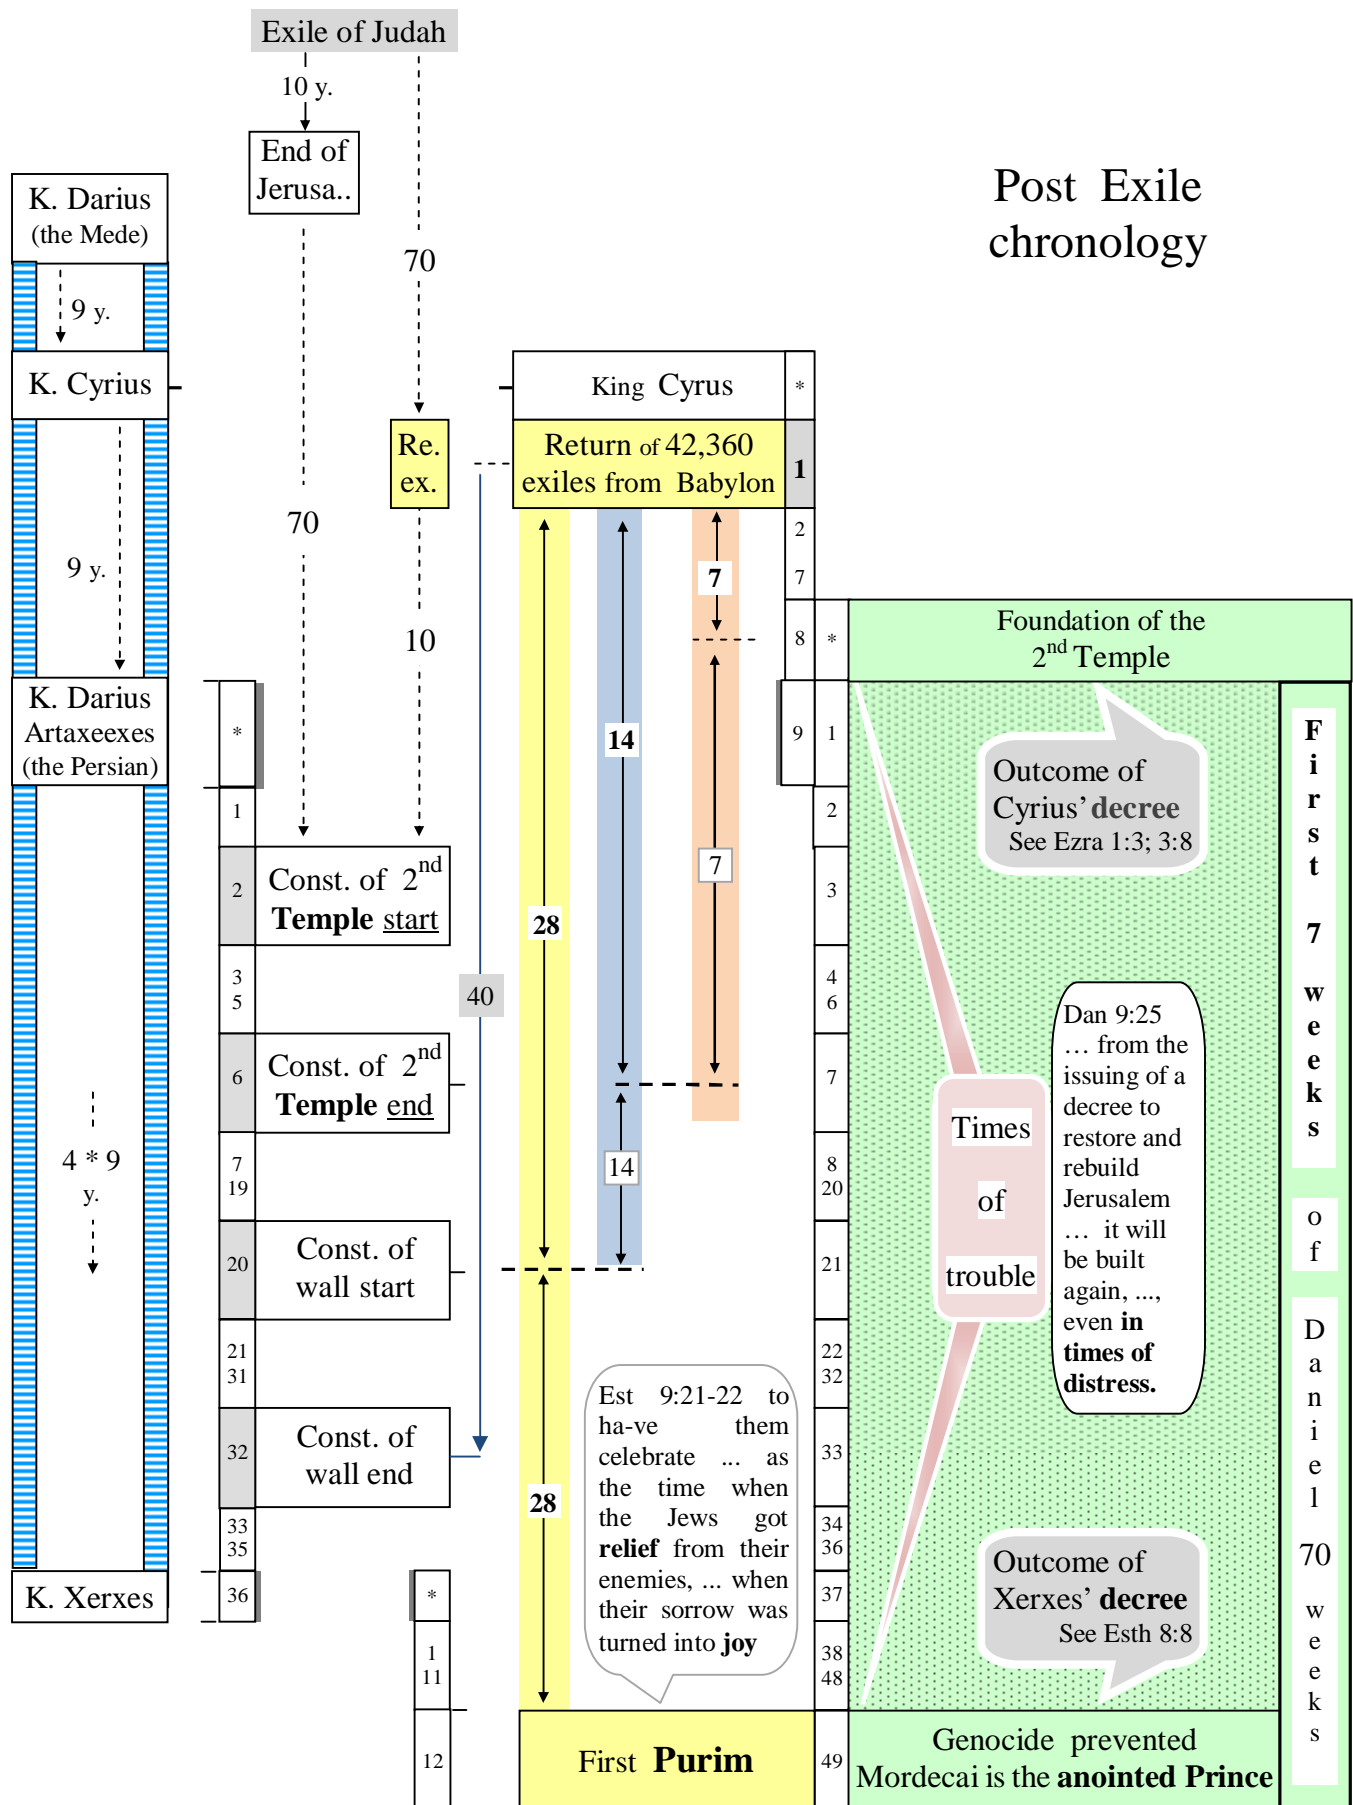 Exile of Judah
10 y.
End of
Jerusa..
Post Exile
chronology
K. Darius
(the Mede)
70
9 y.
K. Cyrius
King Cyrus
*
Re.
ex.
Return of 42,360
exiles from Babylon
1
70
2
7
7
9 y.
10
8
*
Foundation of the
2nd Temple
K. Darius
Artaxeexes
(the Persian)
*
14
9
1
Outcome of
Cyrius’ decree
See Ezra 1:3; 3:8
1
2
2
Const. of 2nd
Temple start
7
3
28
3
5
40
4
6
6
Const. of 2nd
Temple end
7
Times
of
trouble
Dan 9:25
… from the
issuing of a
decree to
restore and
rebuild
Jerusalem
… it will
be built
again, ...,
even in
times of
distress.
First 7 weeks
of
Daniel 70 weeks
4 * 9
y.
7
19
14
8
20
20
Const. of
wall start
21
21
31
22
32
32
Const. of
wall end
33
28
Est 9:21-22 to
ha-ve them
celebrate ... as
the time when
the Jews got
relief from their
enemies, ... when
their sorrow was
turned into joy
33
35
34
36
Outcome of
Xerxes’ decree
See Esth 8:8
K. Xerxes
36
*
37
1
11
38
48
12
First Purim
49
Genocide prevented
Mordecai is the anointed Prince